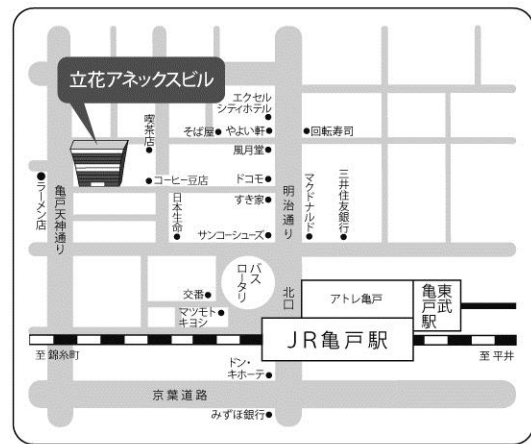 立花アネックスビル
エクセル
シティホテル
喫茶店
そば屋
やよい軒
回転寿司
風月堂
コーヒー豆店
ドコモ
ラーメン店
亀戸天神通り
日本生命
すき家
明治通り
マクドナルド
三井住友銀行
サンコーシューズ
バス
ロータリー
北口
交番
マツモト
キヨシ
アトレ亀戸
東武
亀戸駅
JR亀戸駅
至 錦糸町
至 平井
ドン・
キホーテ
京葉道路
みずほ銀行